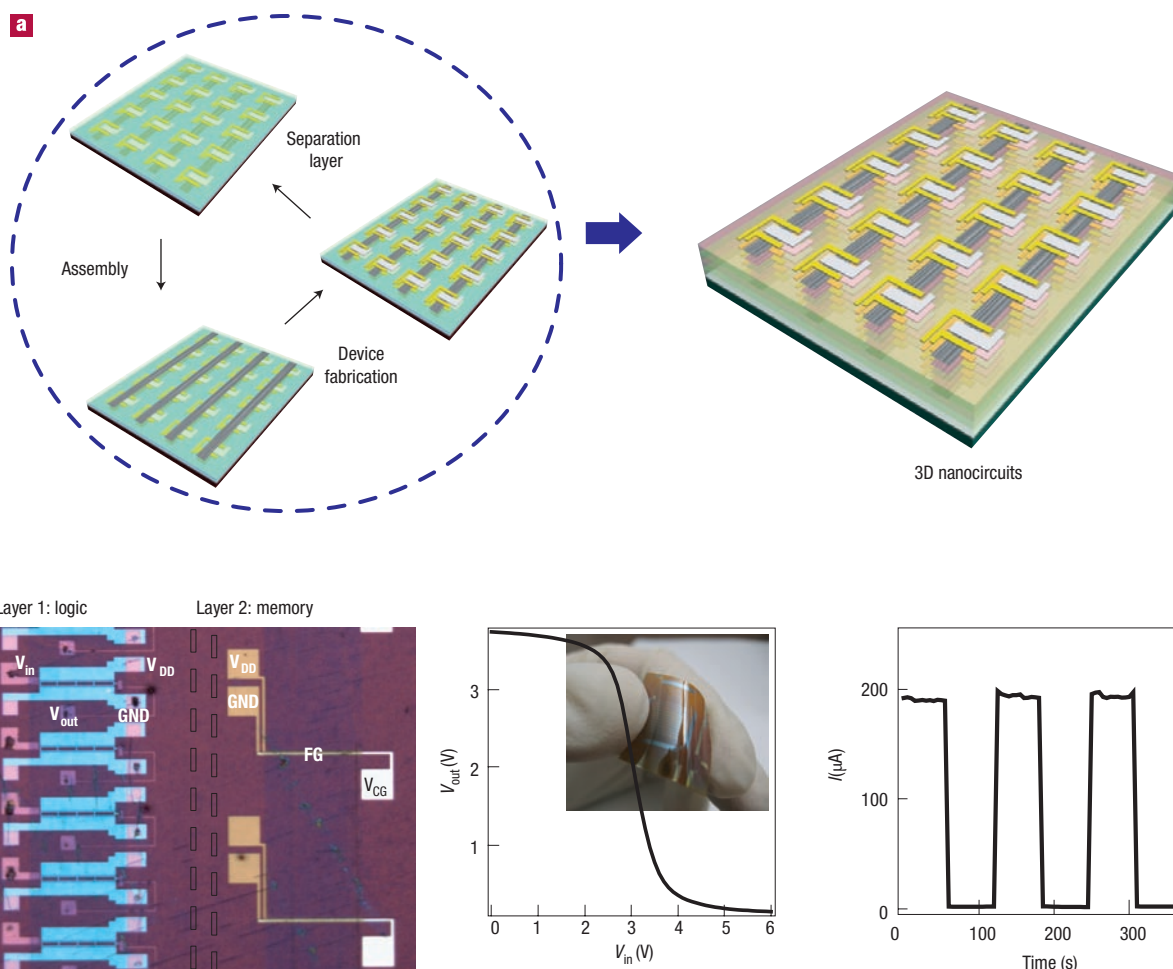 a
Separation
layer
Assembly
Device
fabrication
3D nanocircuits
Layer 1: logic
Layer 2: memory
V_in
V_DD
V_out
GND
V_DD
GND
FG
V_CG
3
2
1
V_out (V)
0 1 2 3 4 5 6
V_in (V)
200
100
0
I(μA)
0 100 200 300
Time (s)